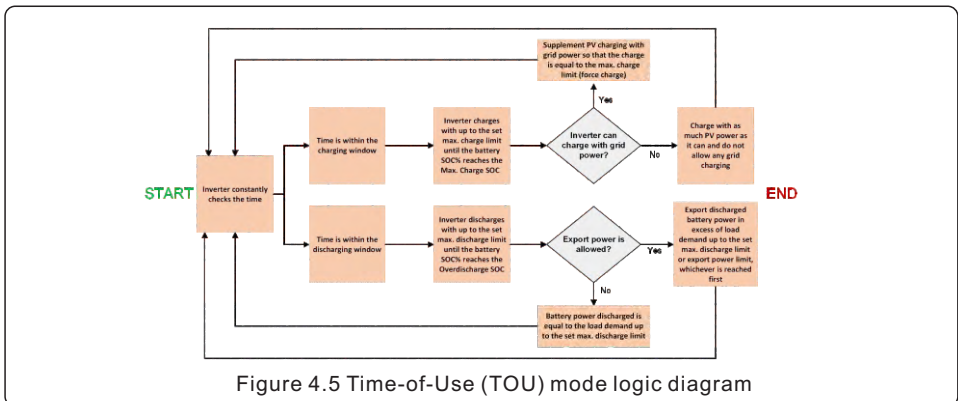 Supplement PV charging with
grid power so that the charge
is equal to the max. charge
limit (force charge)
Yes
Time is within the
charging window
Inverter charges
with up to the set
max. charge limit
until the battery
SOC% reaches the
Max. Charge SOC
Inverter can
charge with grid
power?
No
Charge with as
much PV power as
it can and do not
allow any grid
charging
START
Inverter constantly
checks the time
END
Time is within the
discharging window
Inverter discharges
with up to the set
max. discharge limit
until the battery
SOC% reaches the
Overdischarge SOC
Export power is
allowed?
Yes
Export discharged
battery power in
excess of load
demand up to the set
max. discharge limit
or export power limit,
whichever is reached
first
No
Battery power discharged is
equal to the load demand up
to the set max. discharge limit
Figure 4.5 Time-of-Use (TOU) mode logic diagram